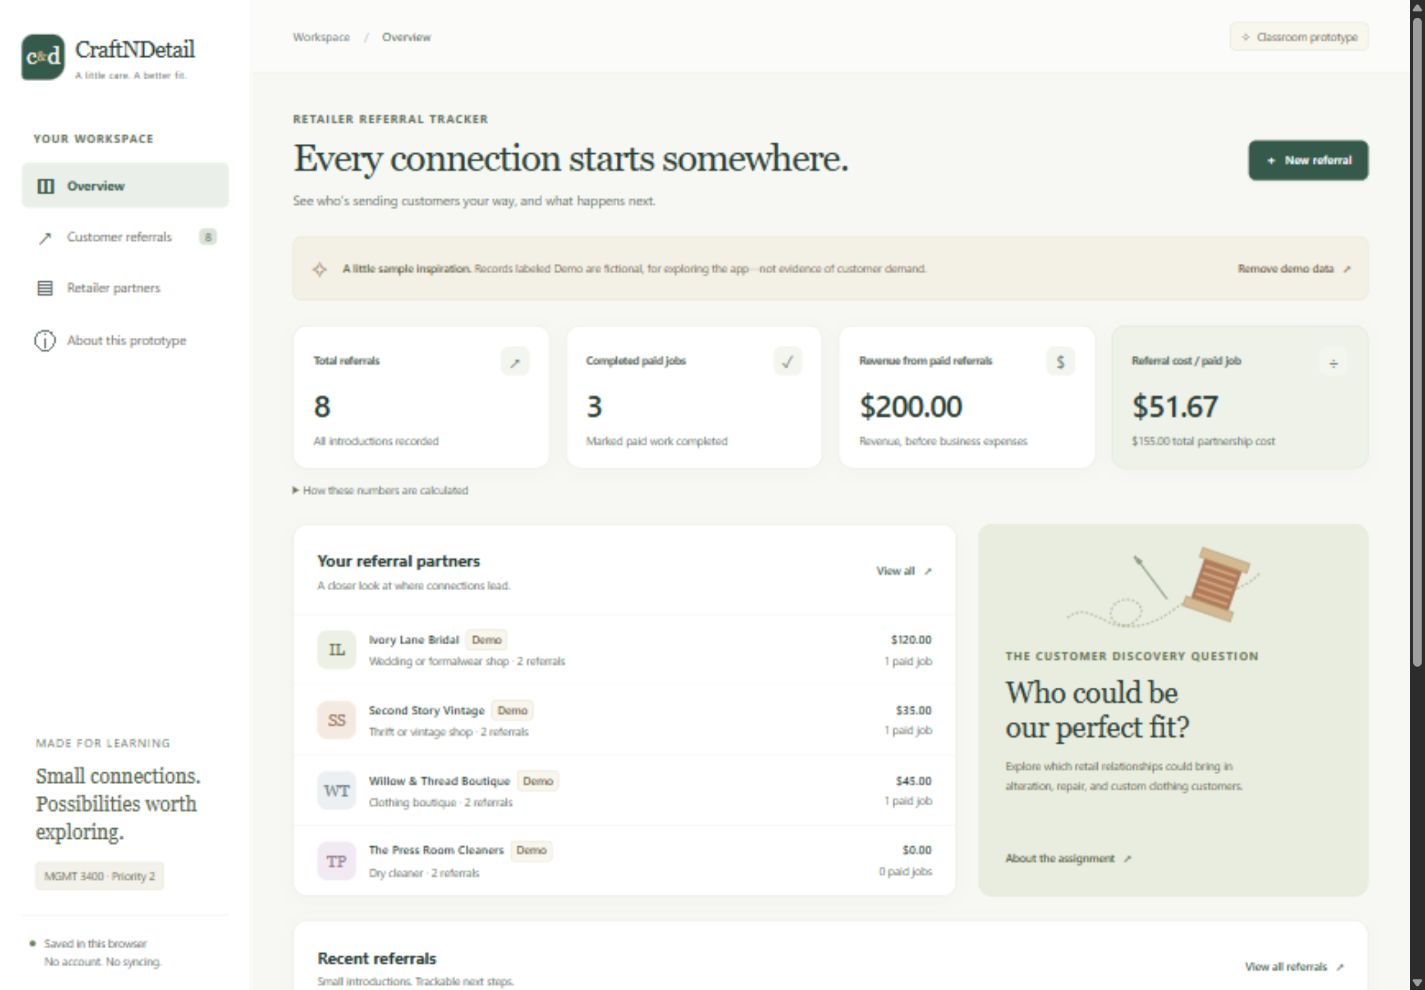 c&d
CraftNDetail
A little care. A better fit.
YOUR WORKSPACE
Overview
Customer referrals 8
Retailer partners
About this prototype
MADE FOR LEARNING
Small connections.
Possibilities worth
exploring.
MGMT 3400 · Priority 2
Saved in this browser
No account. No syncing.
Workspace / Overview
Classroom prototype
RETAILER REFERRAL TRACKER
Every connection starts somewhere.
See who's sending customers your way, and what happens next.
+ New referral
A little sample inspiration. Records labeled Demo are fictional, for exploring the app—not evidence of customer demand.
Remove demo data ↗
Total referrals ↗
8
All introductions recorded
Completed paid jobs ✓
3
Marked paid work completed
Revenue from paid referrals $
$200.00
Revenue, before business expenses
Referral cost / paid job ÷
$51.67
$155.00 total partnership cost
How these numbers are calculated
Your referral partners
A closer look at where connections lead.
View all ↗
IL
Ivory Lane Bridal Demo
Wedding or formalwear shop · 2 referrals
$120.00
1 paid job
SS
Second Story Vintage Demo
Thrift or vintage shop · 2 referrals
$35.00
1 paid job
WT
Willow & Thread Boutique Demo
Clothing boutique · 2 referrals
$45.00
1 paid job
TP
The Press Room Cleaners Demo
Dry cleaner · 2 referrals
$0.00
0 paid jobs
THE CUSTOMER DISCOVERY QUESTION
Who could be
our perfect fit?
Explore which retail relationships could bring in
alteration, repair, and custom clothing customers.
About the assignment ↗
Recent referrals
Small introductions. Trackable next steps.
View all referrals ↗